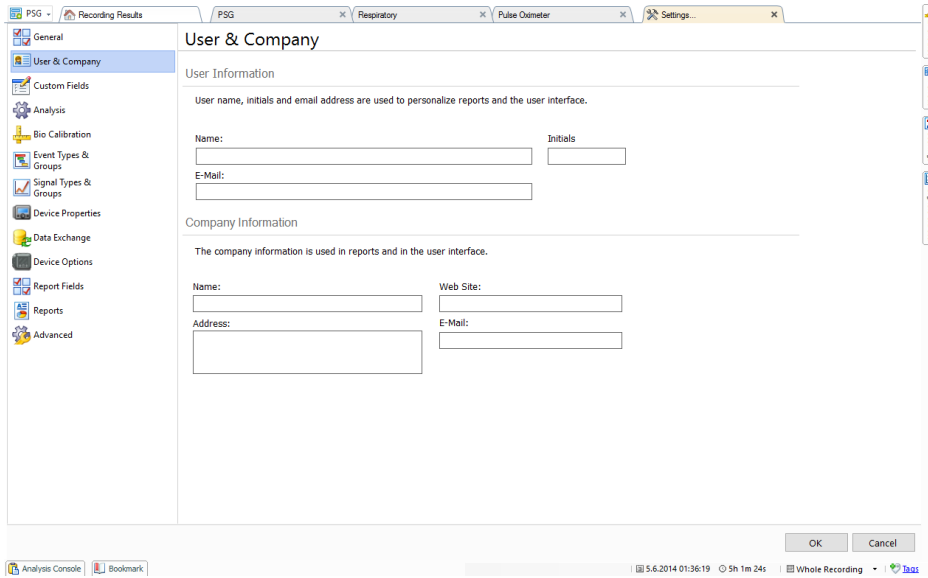 PSG
Recording Results
PSG
Respiratory
Pulse Oximeter
Settings...
General
User & Company
Custom Fields
Analysis
Bio Calibration
Event Types &
Groups
Signal Types &
Groups
Device Properties
Data Exchange
Device Options
Report Fields
Reports
Advanced
User & Company
User Information
User name, initials and email address are used to personalize reports and the user interface.
Name:
Initials
E-Mail:
Company Information
The company information is used in reports and in the user interface.
Name:
Web Site:
Address:
E-Mail:
OK
Cancel
Analysis Console
Bookmark
5.6.2014 01:36:19
5h 1m 24s
Whole Recording
Tags